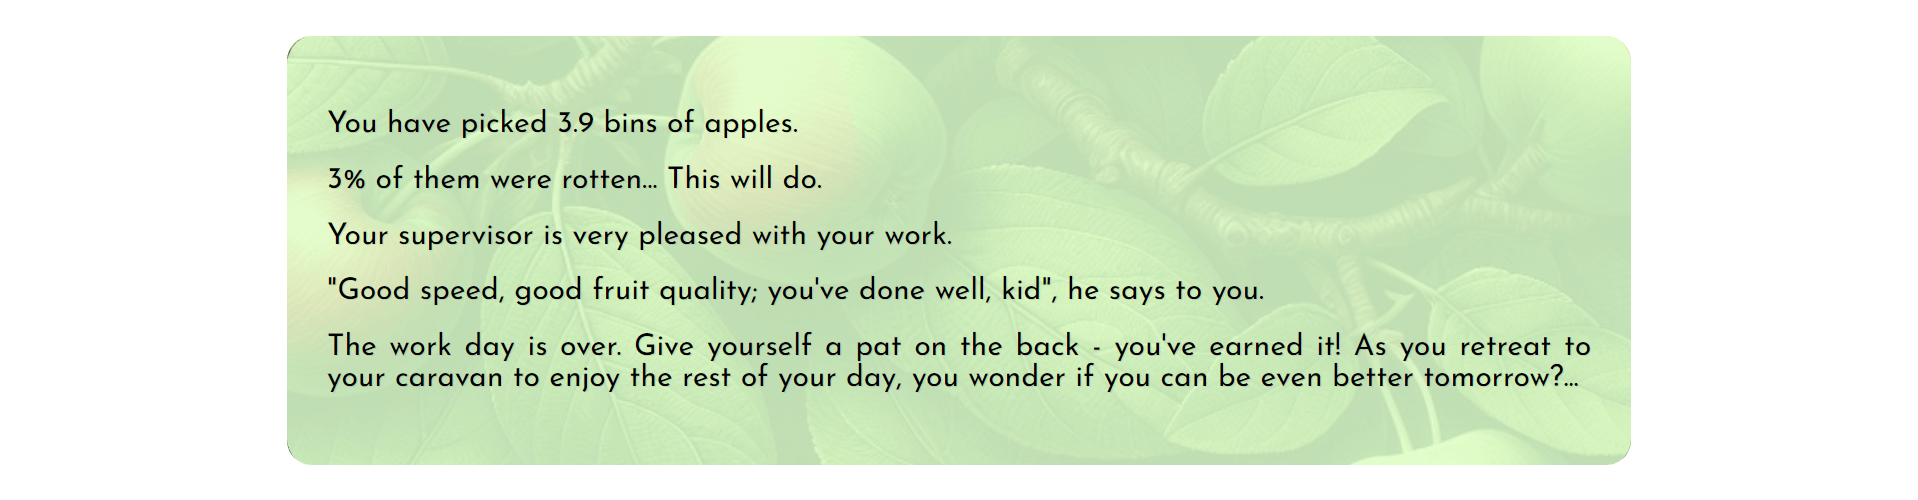 You have picked 3.9 bins of apples.
3% of them were rotten... This will do.
Your supervisor is very pleased with your work.
"Good speed, good fruit quality; you've done well, kid", he says to you.
The work day is over. Give yourself a pat on the back - you've earned it! As you retreat to
your caravan to enjoy the rest of your day, you wonder if you can be even better tomorrow?...